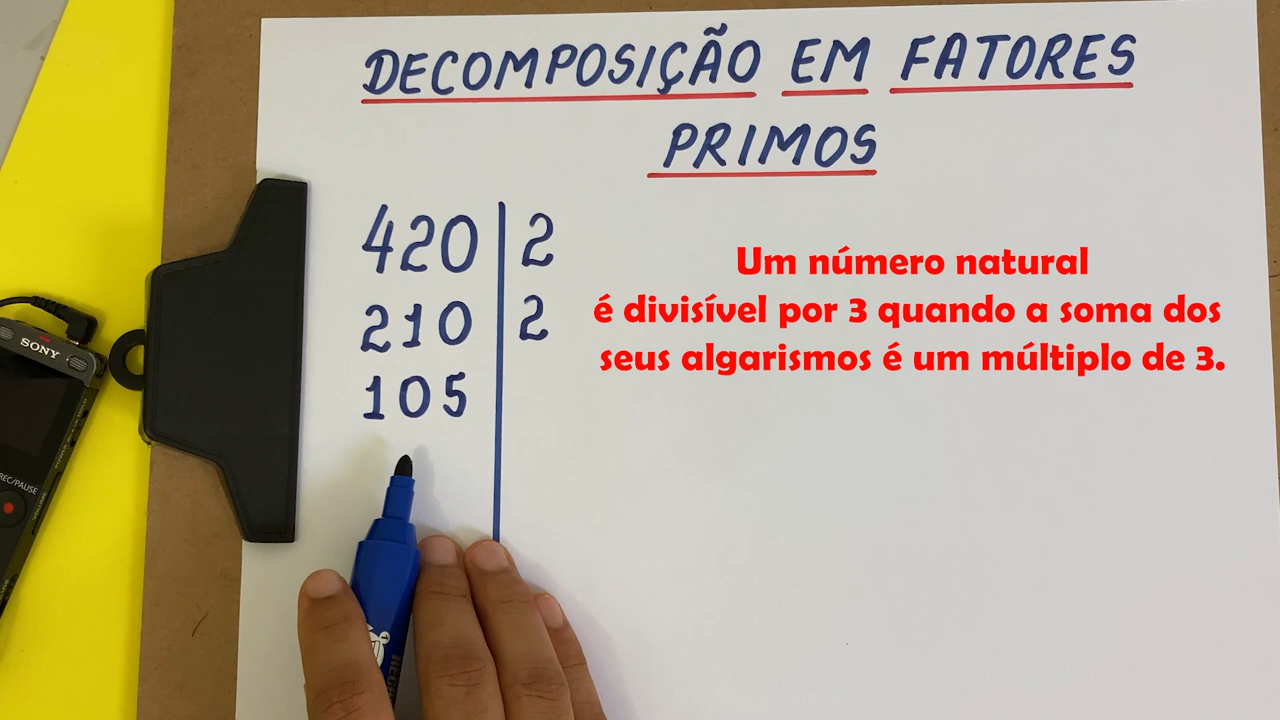 DECOMPOSIÇÃO EM FATORES
PRIMOS
420 2
210 2
105
Um número natural
é divisível por 3 quando a soma dos
seus algarismos é um múltiplo de 3.
SONY
REC/PAUSE